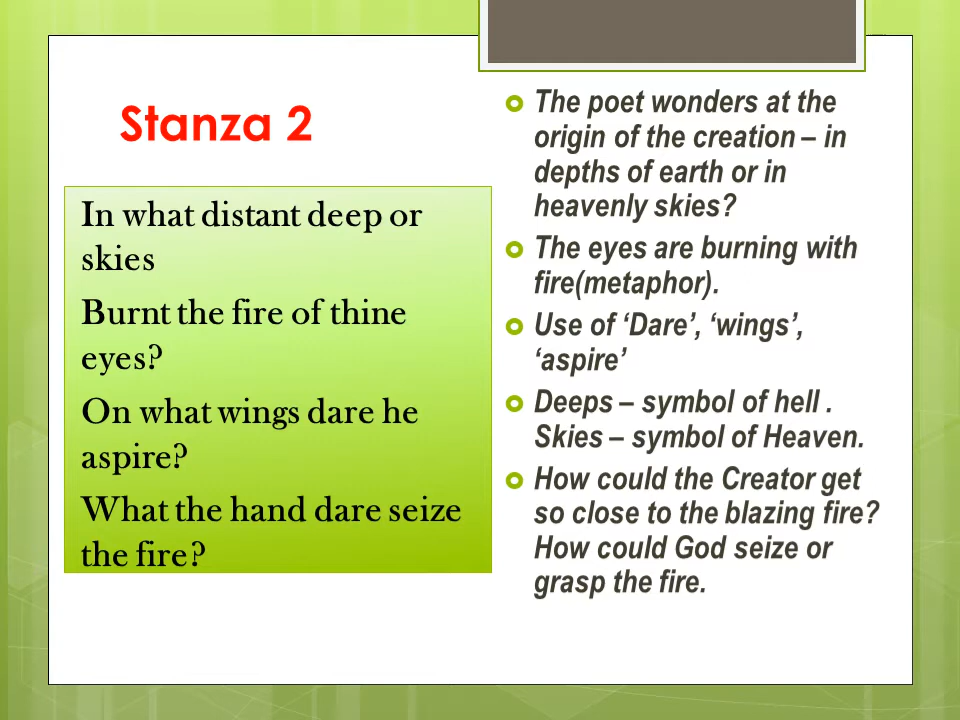 Stanza 2
In what distant deep or
skies
Burnt the fire of thine
eyes?
On what wings dare he
aspire?
What the hand dare seize
the fire?
The poet wonders at the
origin of the creation – in
depths of earth or in
heavenly skies?
The eyes are burning with
fire(metaphor).
Use of ‘Dare’, ‘wings’,
‘aspire’
Deeps – symbol of hell .
Skies – symbol of Heaven.
How could the Creator get
so close to the blazing fire?
How could God seize or
grasp the fire.